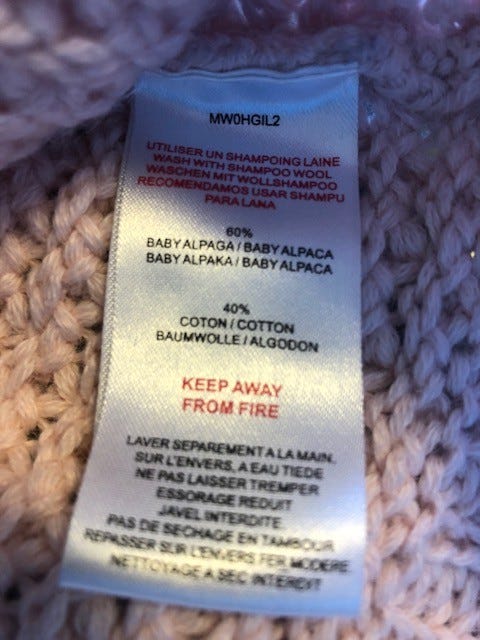 MW0HGIL2
UTILISER UN SHAMPOING LAINE
WASH WITH SHAMPOO WOOL
WASCHEN MIT WOLLSHAMPOO
RECOMENDAMOS USAR SHAMPU
PARA LANA
60%
BABY ALPAGA / BABY ALPACA
BABY ALPAKA / BABY ALPACA
40%
COTON / COTTON
BAUMWOLLE / ALGODON
KEEP AWAY
FROM FIRE
LAVER SEPAREMENT A LA MAIN.
SUR L'ENVERS, A EAU TIEDE
NE PAS LAISSER TREMPER
ESSORAGE REDUIT
JAVEL INTERDITE.
PAS DE SECHAGE EN TAMBOUR
REPASSER SUR L'ENVERS FER MODERE
NETTOYAGE A SEC INTERDIT